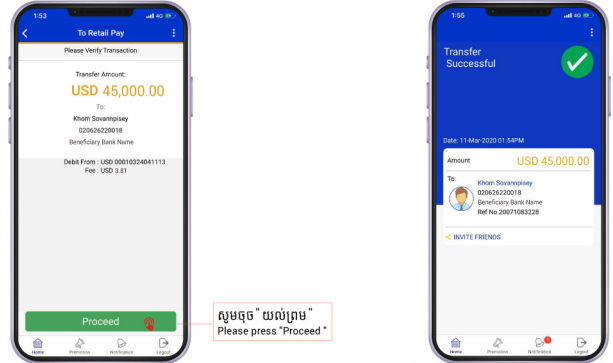 1:53
4G
To Retail Pay
Please Verify Transaction
Transfer Amount:
USD 45,000.00
To:
Khom Sovannpisey
020626220018
Beneficiary Bank Name
Debit From : USD 00010324041113
Fee : USD 3.81
Proceed
Home Promotion Notification Logout
សូមចុច "យល់ព្រម"
Please press "Proceed "
1:55
4G
Transfer
Successful
Date: 11-Mar-2020 01:54PM
Amount USD 45,000.00
To:
Khom Sovannpisey
020626220018
Beneficiary Bank Name
Ref No.20071083228
INVITE FRIENDS
Home Promotion Notification Logout